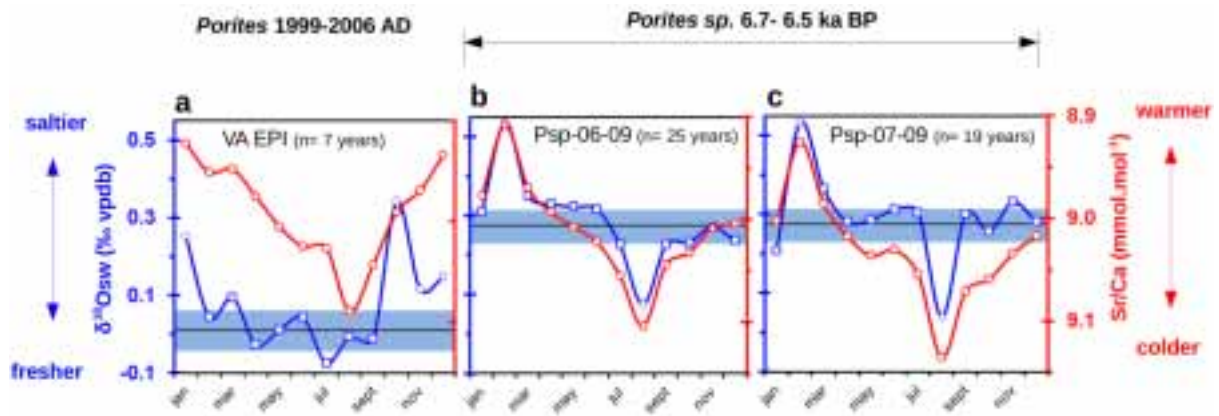 Porites 1999-2006 AD
Porites sp. 6.7- 6.5 ka BP
a
b
c
saltier
fresher
VA EPI (n= 7 years)
Psp-06-09 (n= 25 years)
Psp-07-09 (n= 19 years)
0.5
0.3
0.1
-0.1
δ¹⁸Osw (‰ vpdb)
8.9
9.0
9.1
Sr/Ca (mmol.mol⁻¹)
warmer
colder
jan mar may jul sept nov
jan mar may jul sept nov
jan mar may jul sept nov